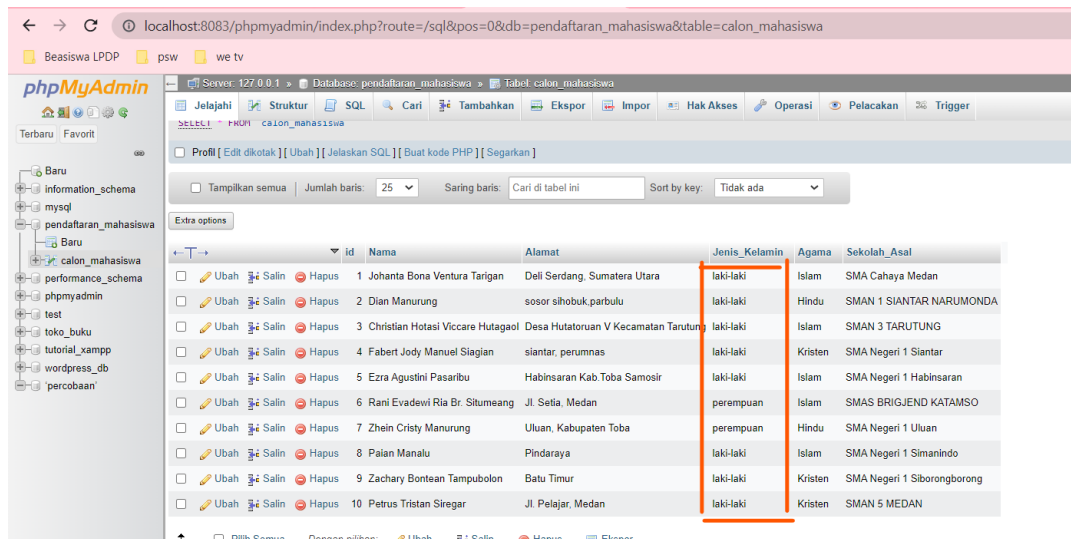 localhost:8083/phpmyadmin/index.php?route=/sql&pos=0&db=pendaftaran_mahasiswa&table=calon_mahasiswa
Beasiswa LPDP psw we tv
phpMyAdmin
Terbaru Favorit
Baru
information_schema
mysql
pendaftaran_mahasiswa
Baru
calon_mahasiswa
performance_schema
phpmyadmin
test
toko_buku
tutorial_xampp
wordpress_db
'percobaan'
Server: 127.0.0.1 » Database: pendaftaran_mahasiswa » Tabel: calon_mahasiswa
Jelajahi Struktur SQL Cari Tambahkan Ekspor Impor Hak Akses Operasi Pelacakan Trigger
SELECT * FROM `calon_mahasiswa`
Profil [ Edit dikotak ] [ Ubah ] [ Jelaskan SQL ] [ Buat kode PHP ] [ Segarkan ]
Tampilkan semua | Jumlah baris: 25 Saring baris: Cari di tabel ini Sort by key: Tidak ada
Extra options
←T→ id Nama Alamat Jenis_Kelamin Agama Sekolah_Asal
Ubah Salin Hapus 1 Johanta Bona Ventura Tarigan Deli Serdang, Sumatera Utara laki-laki Islam SMA Cahaya Medan
Ubah Salin Hapus 2 Dian Manurung sosor sihobuk,parbulu laki-laki Hindu SMAN 1 SIANTAR NARUMONDA
Ubah Salin Hapus 3 Christian Hotasi Viccare Hutagaol Desa Hutatoruan V Kecamatan Tarutung laki-laki Islam SMAN 3 TARUTUNG
Ubah Salin Hapus 4 Fabert Jody Manuel Siagian siantar, perumnas laki-laki Kristen SMA Negeri 1 Siantar
Ubah Salin Hapus 5 Ezra Agustini Pasaribu Habinsaran Kab.Toba Samosir laki-laki Islam SMA Negeri 1 Habinsaran
Ubah Salin Hapus 6 Rani Evadewi Ria Br. Situmeang Jl. Setia, Medan perempuan Islam SMAS BRIGJEND KATAMSO
Ubah Salin Hapus 7 Zhein Cristy Manurung Uluan, Kabupaten Toba perempuan Hindu SMA Negeri 1 Uluan
Ubah Salin Hapus 8 Paian Manalu Pindaraya laki-laki Islam SMA Negeri 1 Simanindo
Ubah Salin Hapus 9 Zachary Bontean Tampubolon Batu Timur laki-laki Kristen SMA Negeri 1 Siborongborong
Ubah Salin Hapus 10 Petrus Tristan Siregar Jl. Pelajar, Medan laki-laki Kristen SMAN 5 MEDAN
Pilih Semua Dengan pilihan: Ubah Salin Hapus Ekspor